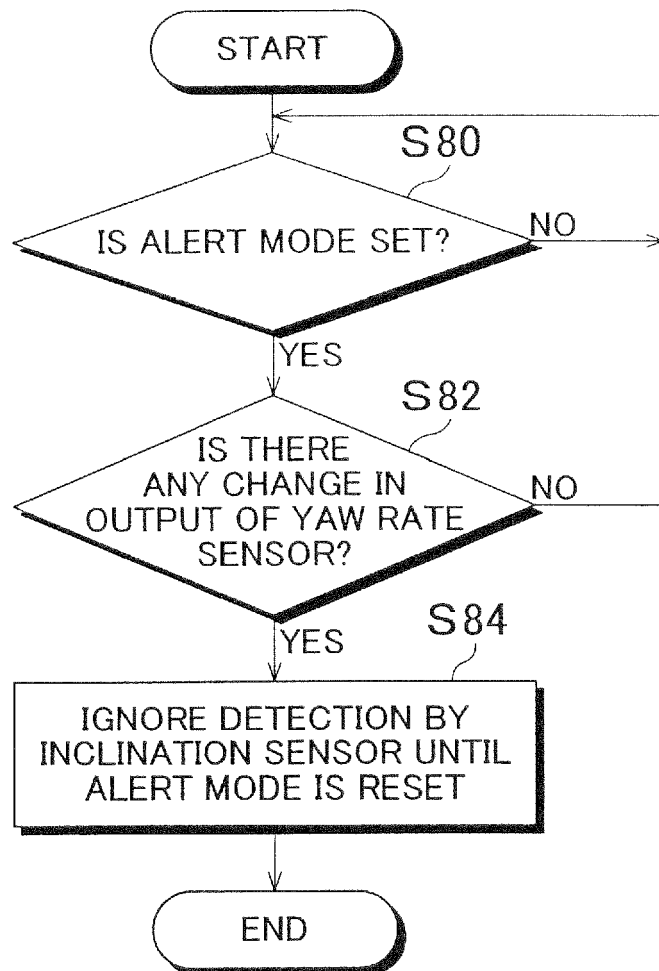 START
S80
IS ALERT MODE SET?
NO
YES
S82
IS THERE
ANY CHANGE IN
OUTPUT OF YAW RATE
SENSOR?
NO
YES
S84
IGNORE DETECTION BY
INCLINATION SENSOR UNTIL
ALERT MODE IS RESET
END